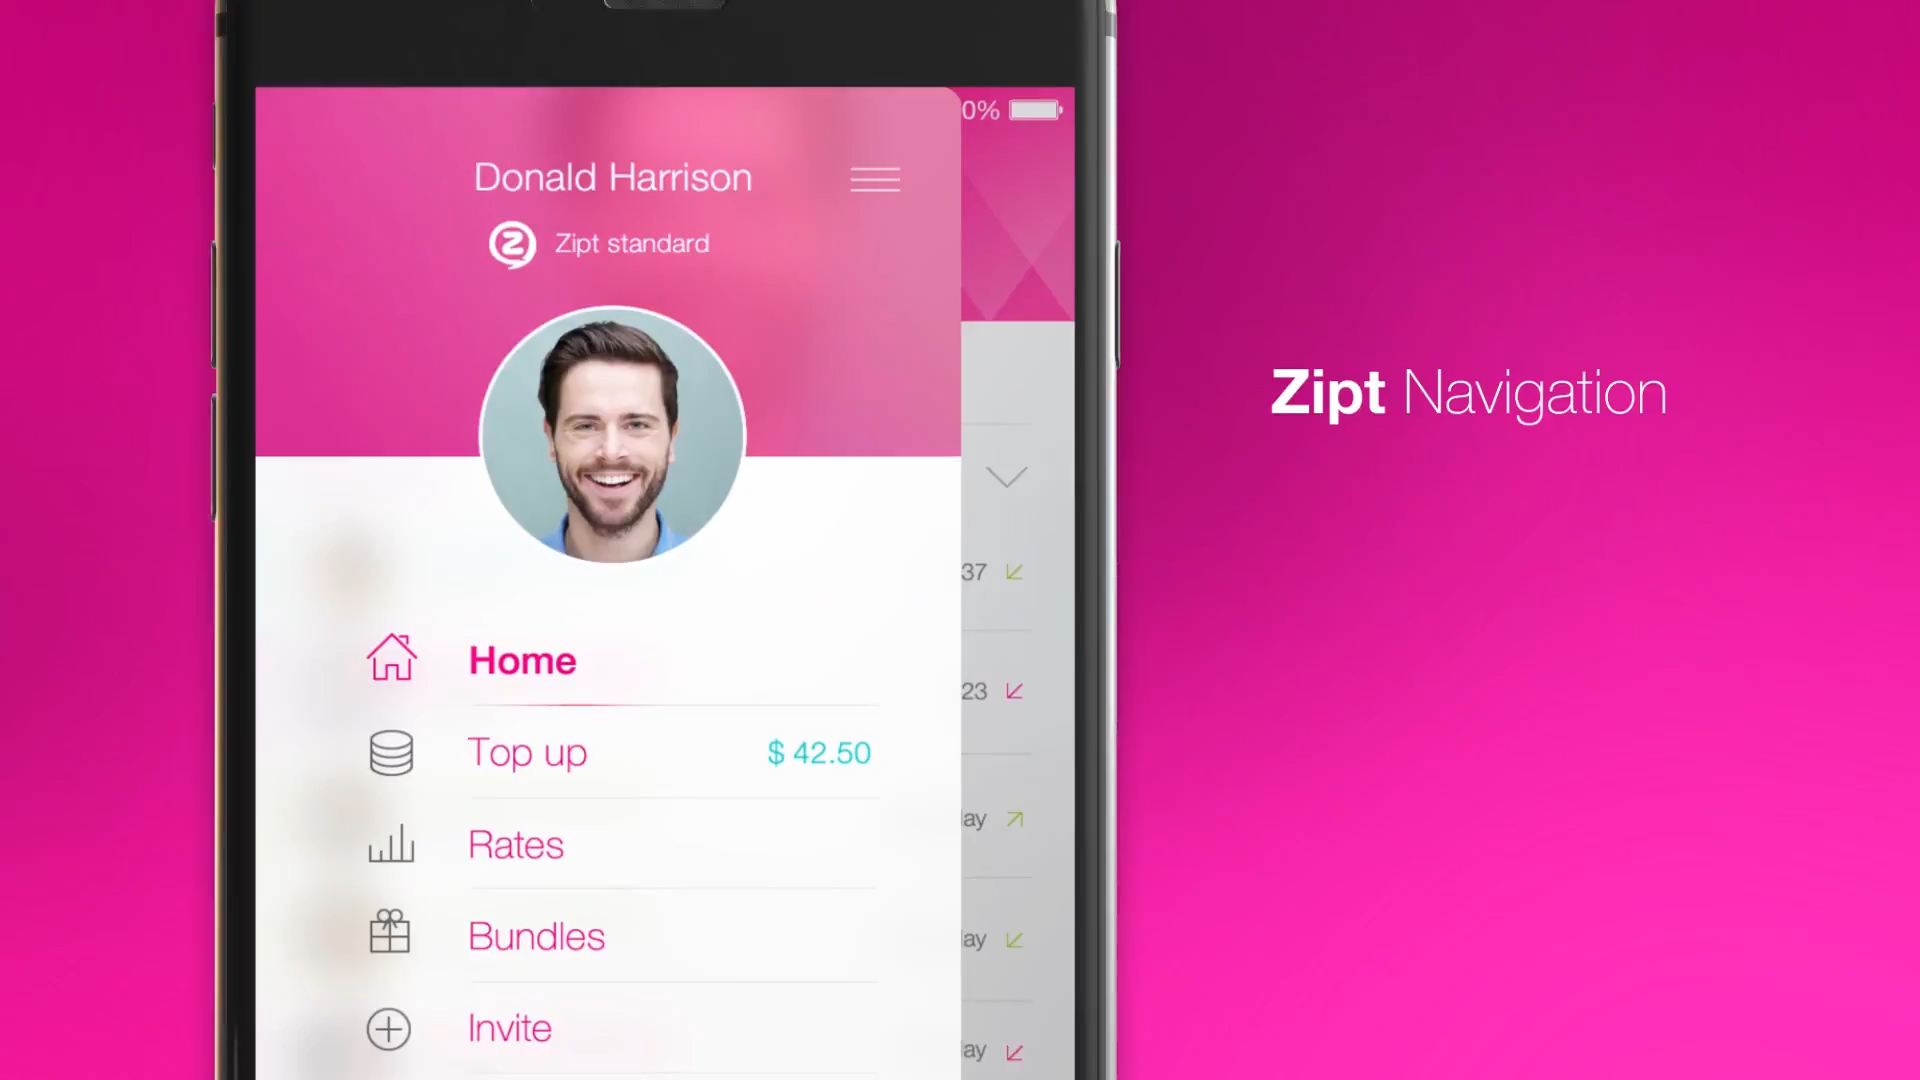 0%
Donald Harrison
Zipt standard
Zipt Navigation
37
Home
23
Top up
$ 42.50
ay
Rates
Bundles
ay
Invite
ay